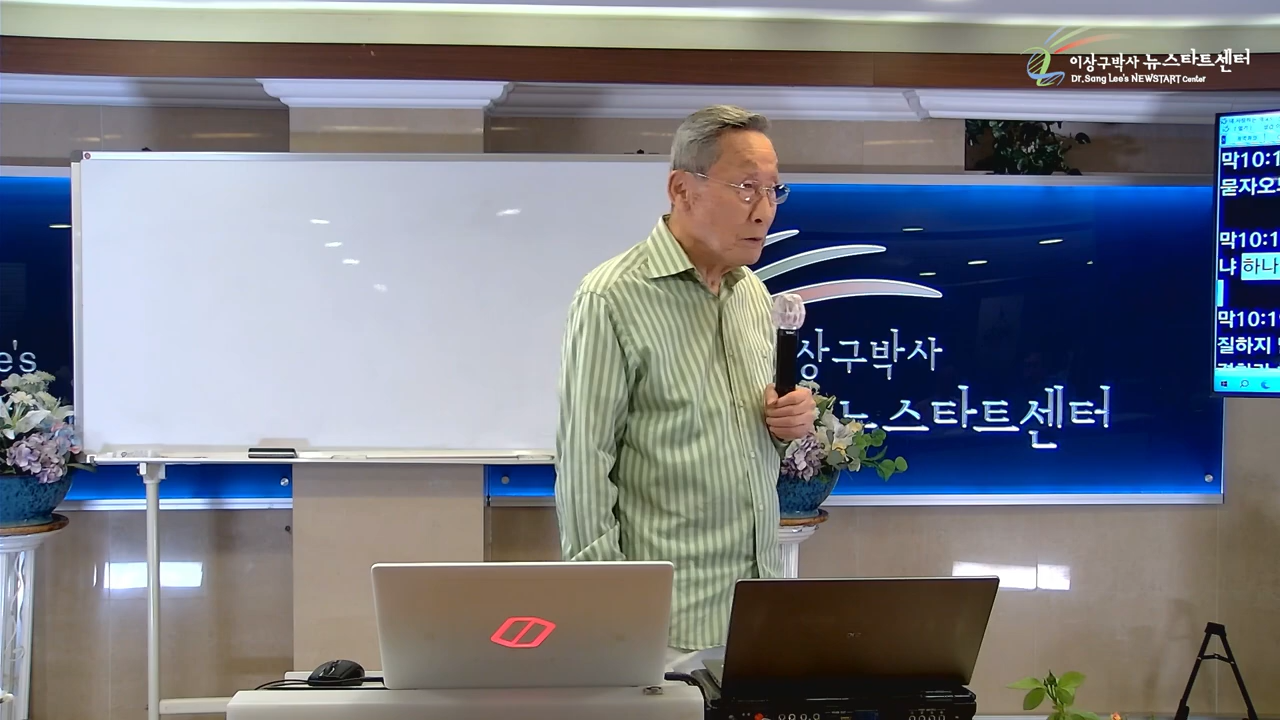 이상구박사 뉴스타트센터
Dr. Sang Lee's NEWSTART Center
막10:1
묻자오
막10:1
냐 하나
막10:1
질하지
e's
상구박사
뉴스타트센터